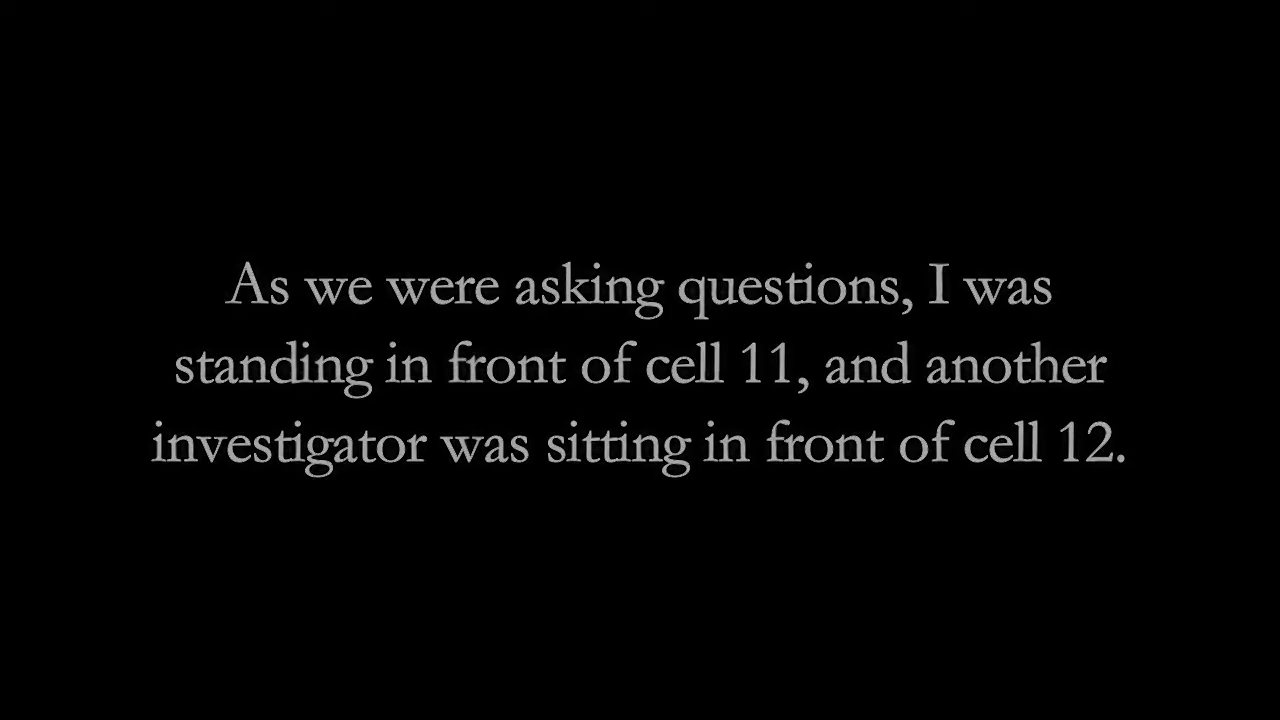 As we were asking questions, I was
standing in front of cell 11, and another
investigator was sitting in front of cell 12.